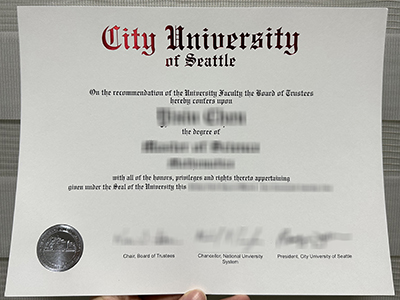 City University
of Seattle
On the recommendation of the University Faculty the Board of Trustees
hereby confers upon
the degree of
with all of the honors, privileges and rights thereto appertaining
given under the Seal of the University this
Chair, Board of Trustees
Chancellor, National University
System
President, City University of Seattle